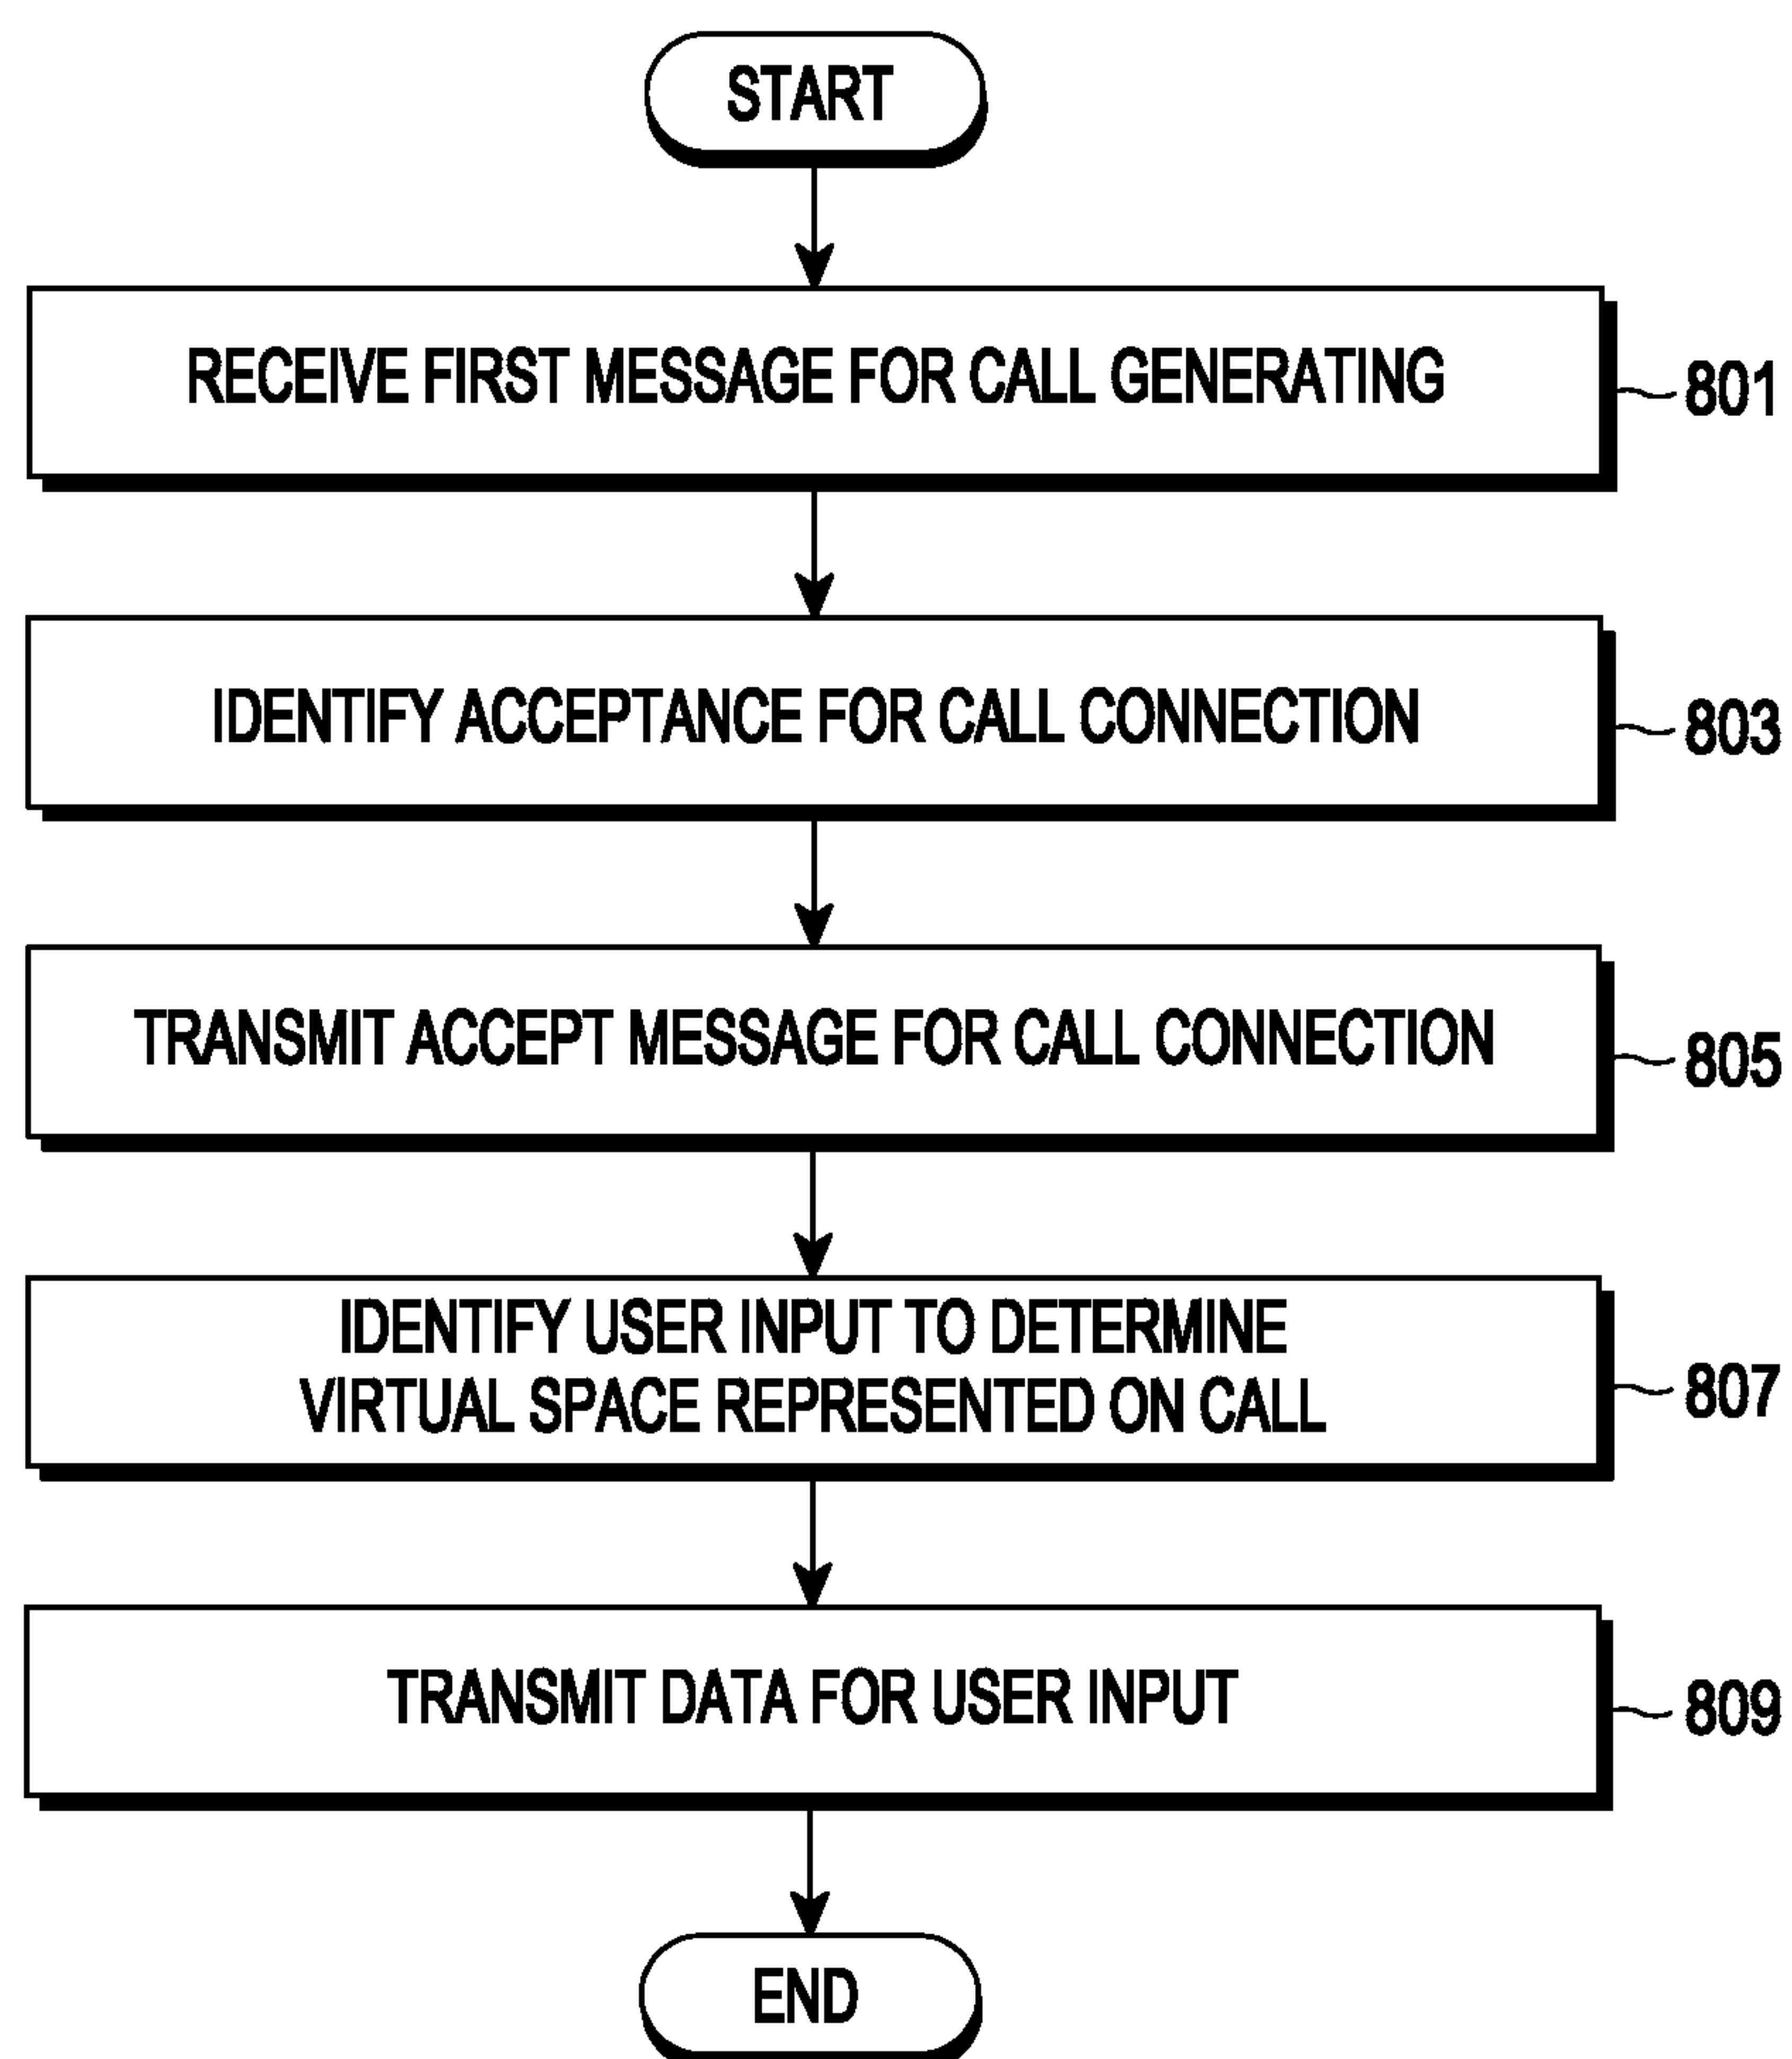 START
RECEIVE FIRST MESSAGE FOR CALL GENERATING
801
IDENTIFY ACCEPTANCE FOR CALL CONNECTION
803
TRANSMIT ACCEPT MESSAGE FOR CALL CONNECTION
805
IDENTIFY USER INPUT TO DETERMINE
VIRTUAL SPACE REPRESENTED ON CALL
807
TRANSMIT DATA FOR USER INPUT
809
END